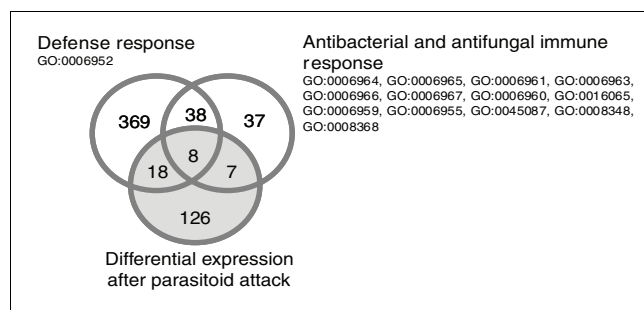 Defense response
GO:0006952
Antibacterial and antifungal immune
response
GO:0006964, GO:0006965, GO:0006961, GO:0006963,
GO:0006966, GO:0006967, GO:0006960, GO:0016065,
GO:0006959, GO:0006955, GO:0045087, GO:0008348,
GO:0008368
369
38
37
8
18
7
126
Differential expression
after parasitoid attack